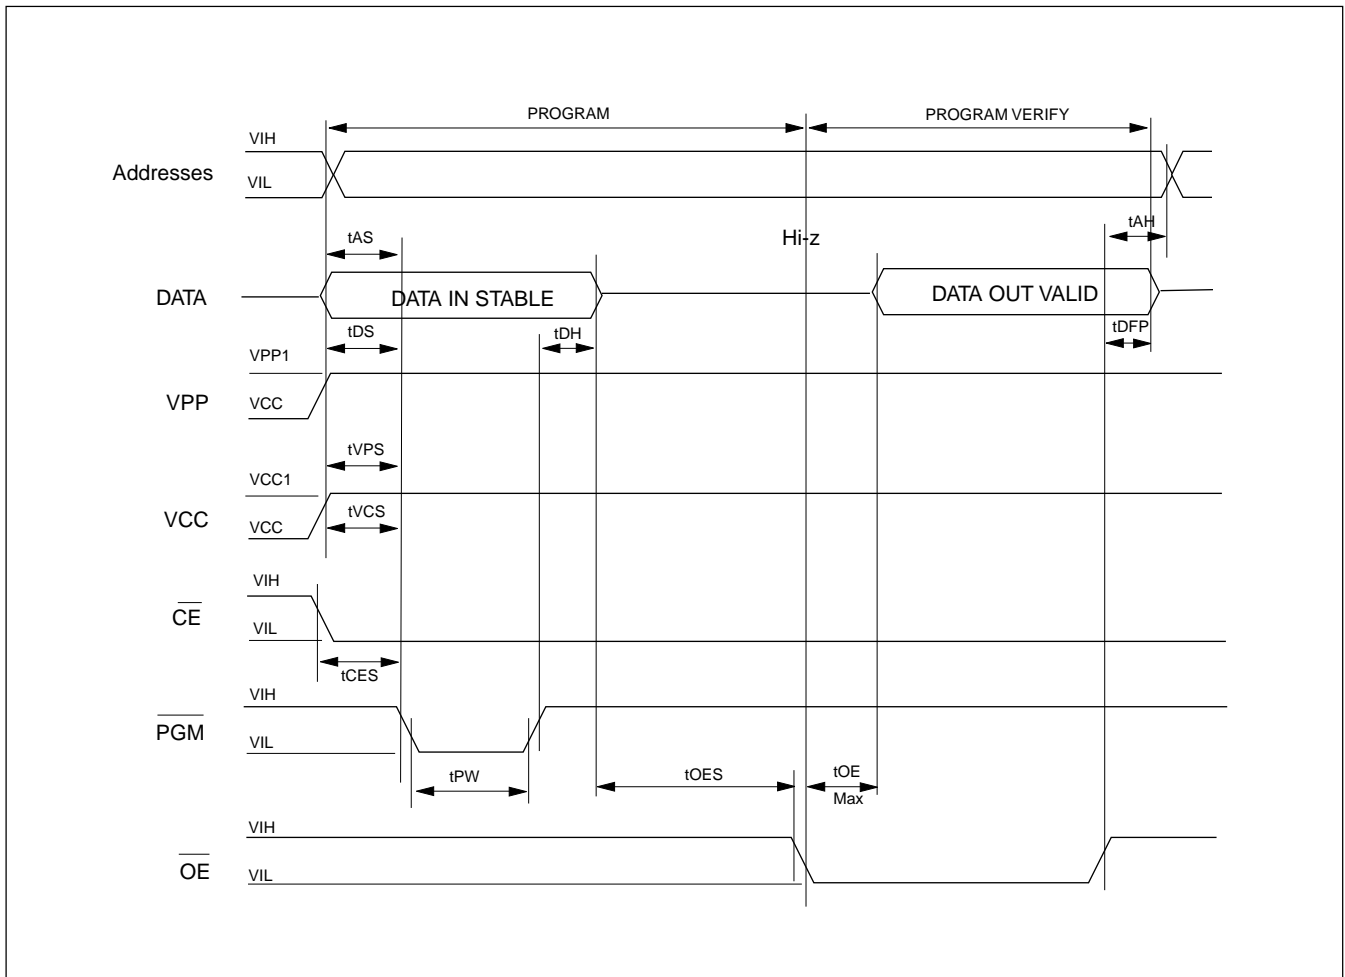 PROGRAM
PROGRAM VERIFY
VIH
Addresses
VIL
tAS
Hi-z
tAH
DATA
DATA IN STABLE
DATA OUT VALID
tDS
tDH
tDFP
VPP1
VPP
VCC
tVPS
VCC1
VCC
VCC
tVCS
VIH
CE
VIL
tCES
VIH
PGM
VIL
tPW
tOES
tOE
Max
VIH
OE
VIL